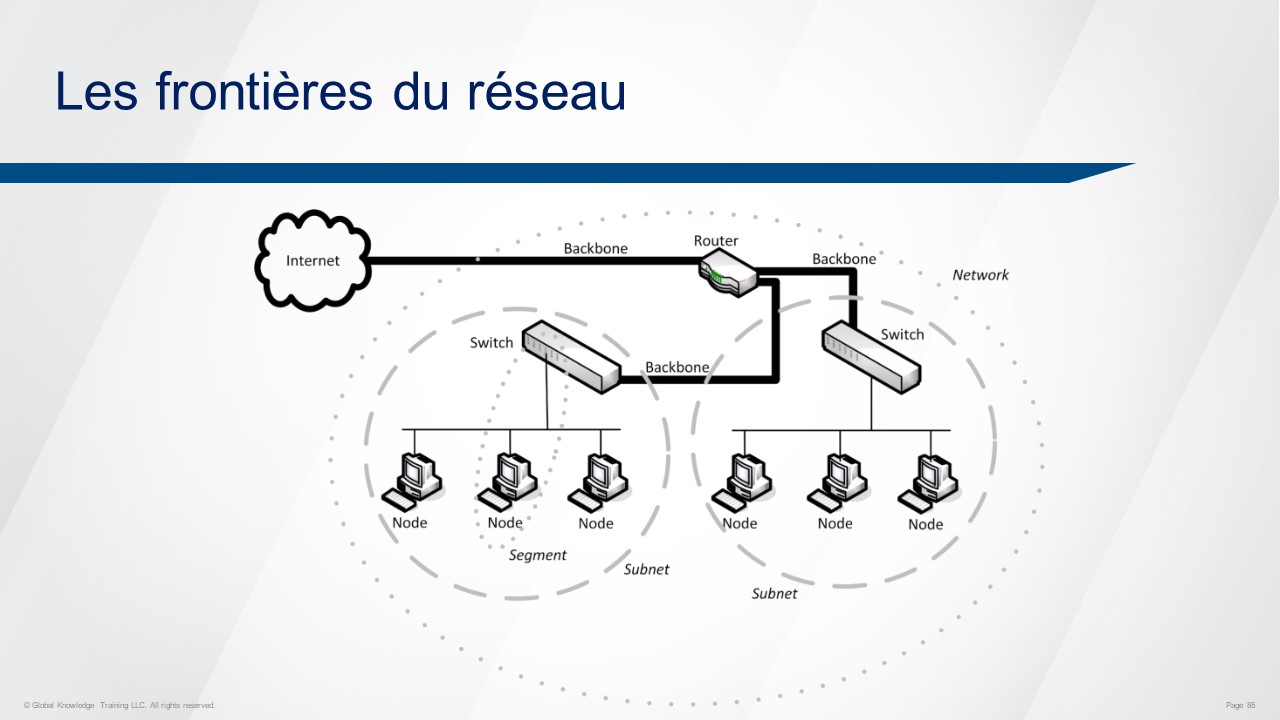 Les frontières du réseau
Internet
Backbone
Router
Backbone
Network
Switch
Backbone
Switch
Node
Node
Node
Node
Node
Node
Segment
Subnet
Subnet
© Global Knowledge Training LLC. All rights reserved.
Page 85